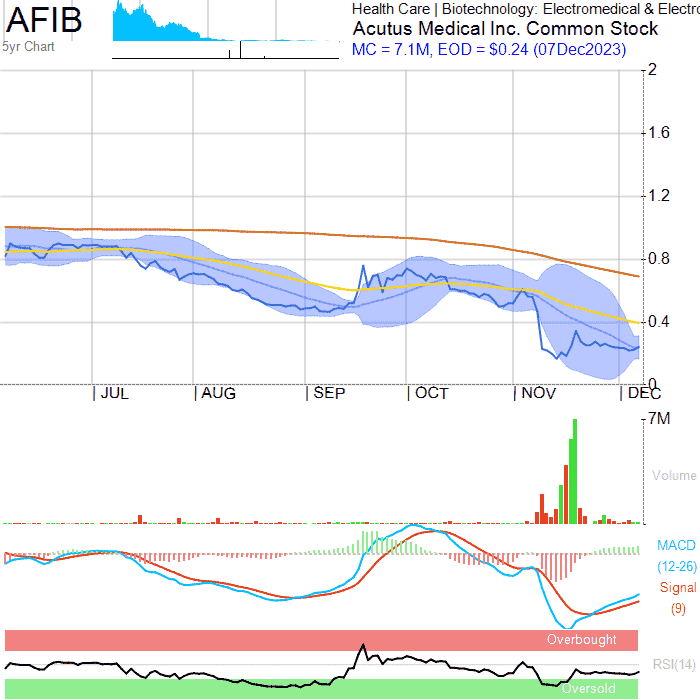 AFIB
5yr Chart
Health Care | Biotechnology: Electromedical & Electro
Acutus Medical Inc. Common Stock
MC = 7.1M, EOD = $0.24 (07Dec2023)
2
1.6
1.2
0.8
0.4
0
JUL AUG SEP OCT NOV DEC
7M
Volume
MACD
(12-26)
Signal
(9)
Overbought
RSI(14)
Oversold